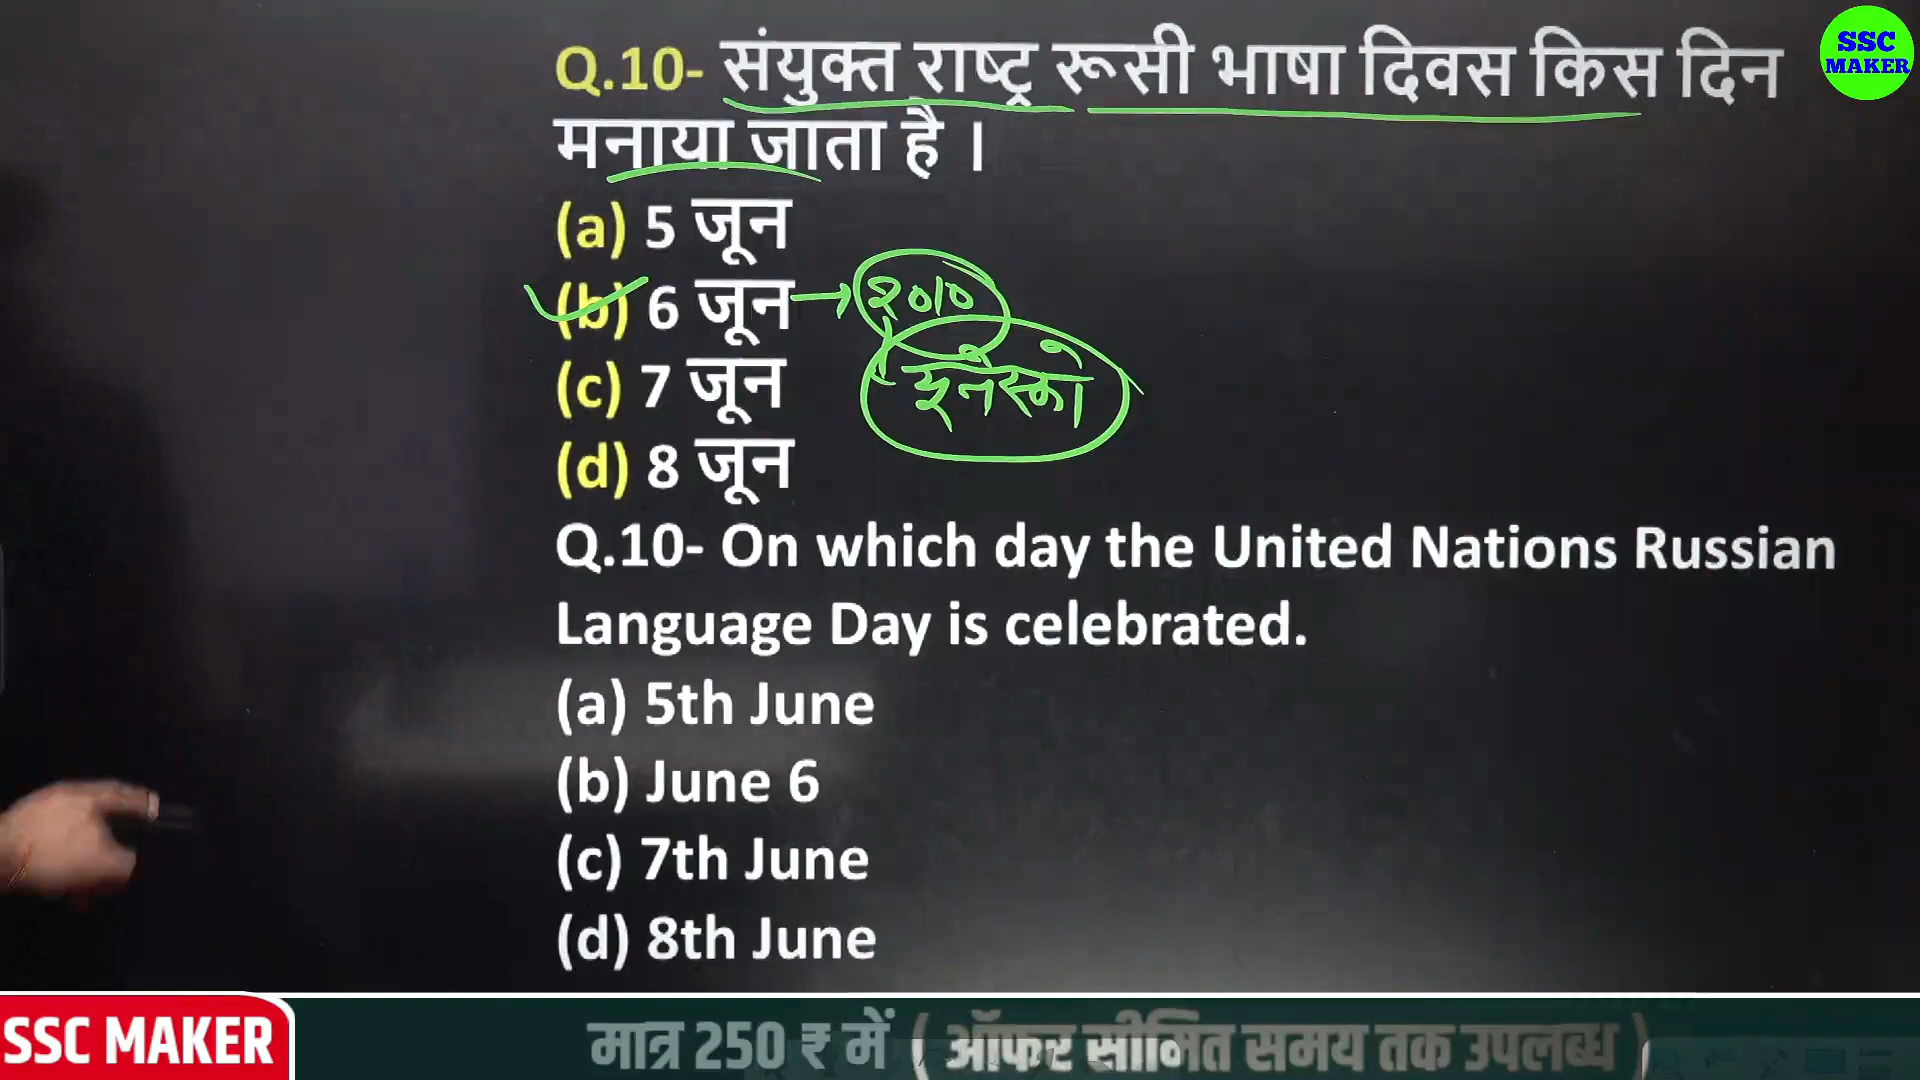 Q.10- संयुक्त राष्ट्र रूसी भाषा दिवस किस दिन
मनाया जाता है ।
(a) 5 जून
(b) 6 जून → २०१०
यूनेस्को
(c) 7 जून
(d) 8 जून
Q.10- On which day the United Nations Russian
Language Day is celebrated.
(a) 5th June
(b) June 6
(c) 7th June
(d) 8th June
SSC
MAKER
SSC MAKER
मात्र 250 ₹ में ( ऑफर सीमित समय तक उपलब्ध )